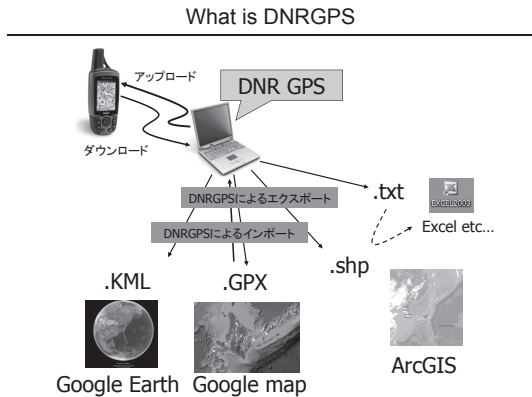 What is DNRGPS
アップロード
DNR GPS
ダウンロード
DNRGPSによるエクスポート
.txt
EXCEL2003
DNRGPSによるインポート
Excel etc…
.shp
.KML
.GPX
ArcGIS
Google Earth
Google map